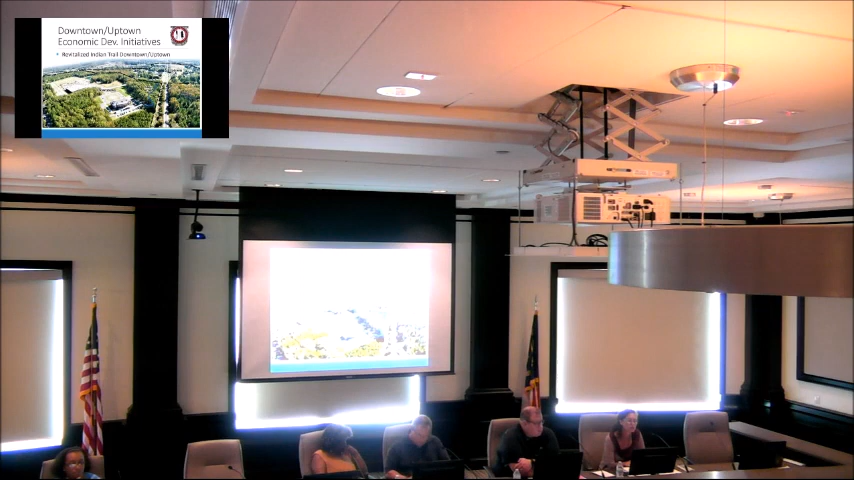 Downtown/Uptown
Economic Dev. Initiatives
• Revitalized Indian Trail Downtown/Uptown